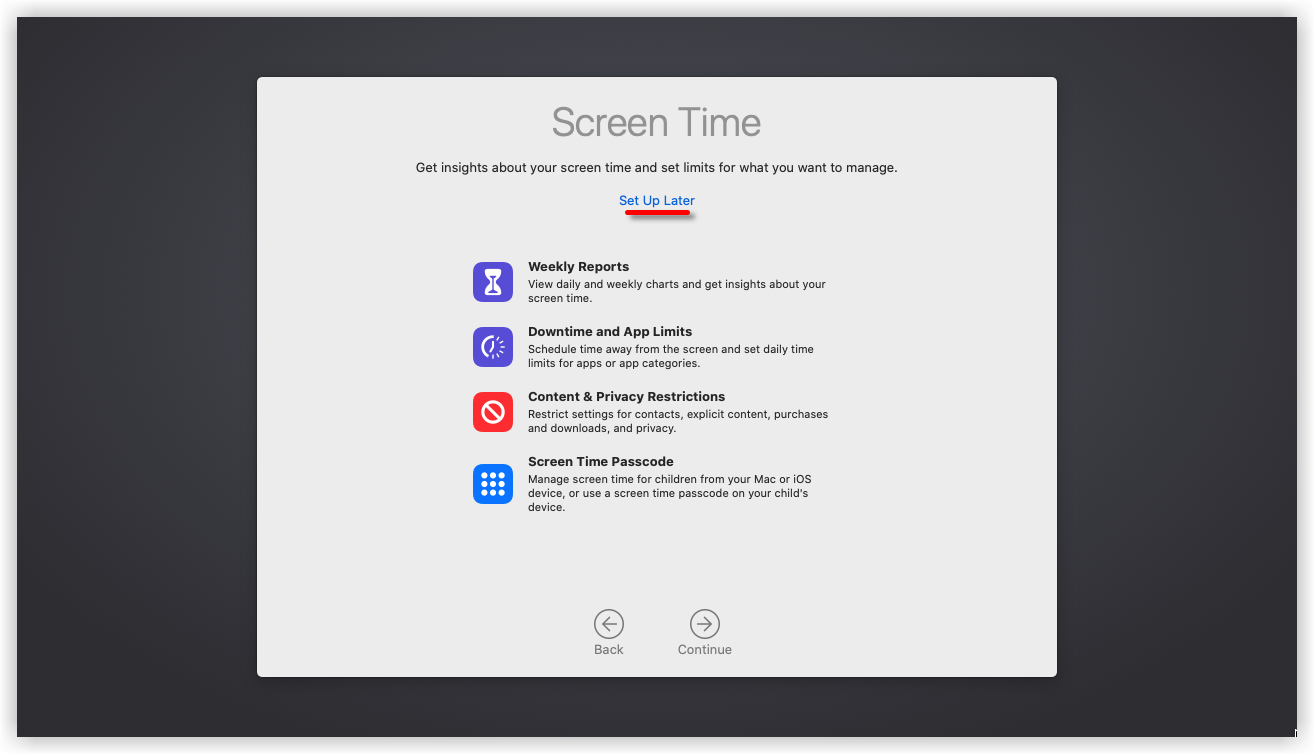 Screen Time
Get insights about your screen time and set limits for what you want to manage.
Set Up Later
Weekly Reports
View daily and weekly charts and get insights about your
screen time.
Downtime and App Limits
Schedule time away from the screen and set daily time
limits for apps or app categories.
Content & Privacy Restrictions
Restrict settings for contacts, explicit content, purchases
and downloads, and privacy.
Screen Time Passcode
Manage screen time for children from your Mac or iOS
device, or use a screen time passcode on your child's
device.
Back
Continue